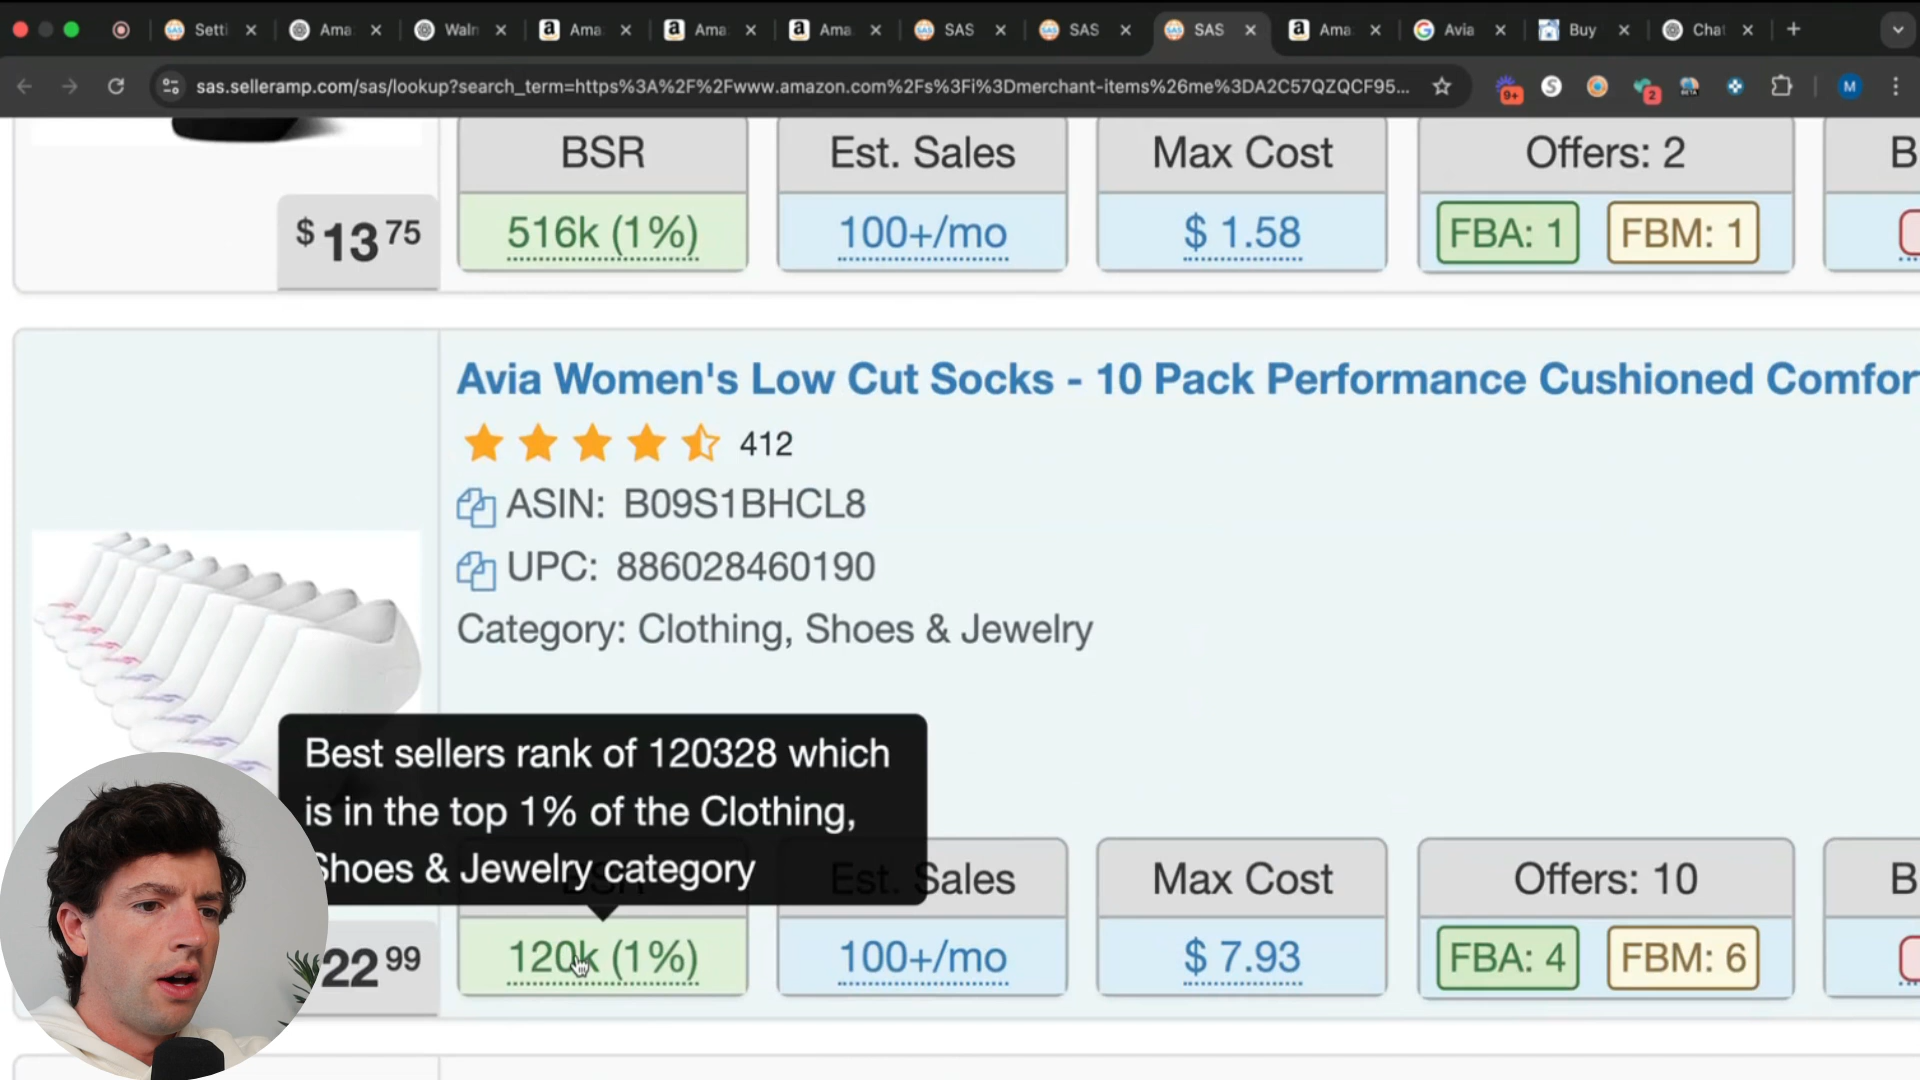 Setti
Ama
Waln
Ama
Ama
Ama
SAS
SAS
SAS
Ama
Avia
Buy
Chat
sas.selleramp.com/sas/lookup?search_term=https%3A%2F%2Fwww.amazon.com%2Fs%3Fi%3Dmerchant-items%26me%3DA2C57QZQCF95...
9+
S
2
BETA
M
BSR
Est. Sales
Max Cost
Offers: 2
B
$ 13 75
516k (1%)
100+/mo
$ 1.58
FBA: 1
FBM: 1
Avia Women's Low Cut Socks - 10 Pack Performance Cushioned Comfor
412
ASIN: B09S1BHCL8
UPC: 886028460190
Category: Clothing, Shoes & Jewelry
Best sellers rank of 120328 which
is in the top 1% of the Clothing,
Shoes & Jewelry category
BSR
Est. Sales
Max Cost
Offers: 10
B
22 99
120k (1%)
100+/mo
$ 7.93
FBA: 4
FBM: 6